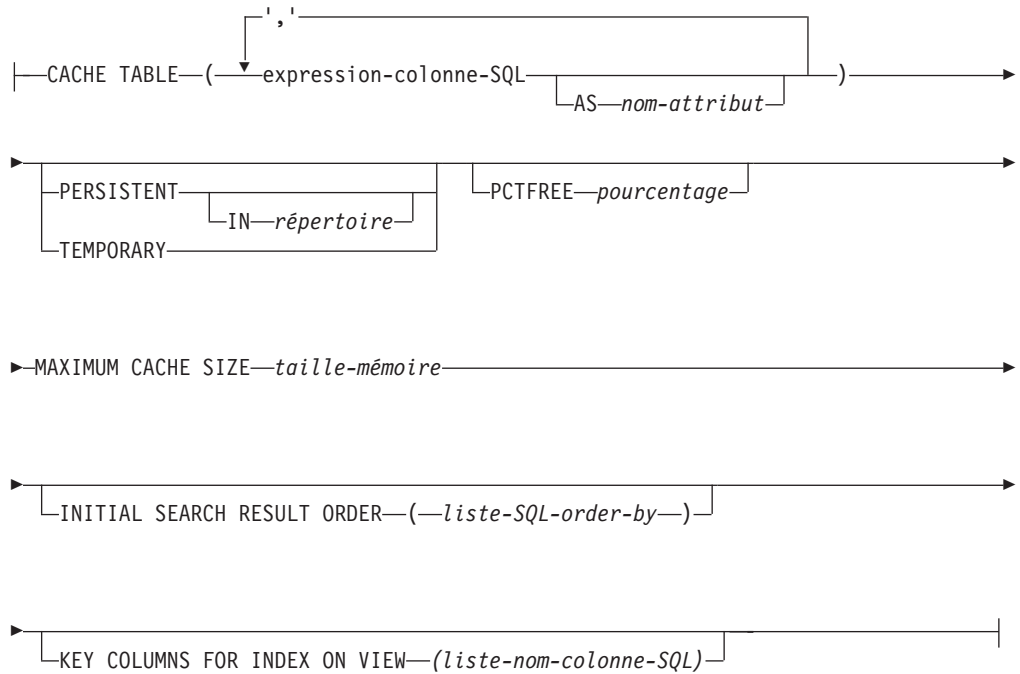 ','
CACHE TABLE ( expression-colonne-SQL )
AS nom-attribut
PERSISTENT PCTFREE pourcentage
IN répertoire
TEMPORARY
MAXIMUM CACHE SIZE taille-mémoire
INITIAL SEARCH RESULT ORDER ( liste-SQL-order-by )
KEY COLUMNS FOR INDEX ON VIEW (liste-nom-colonne-SQL)